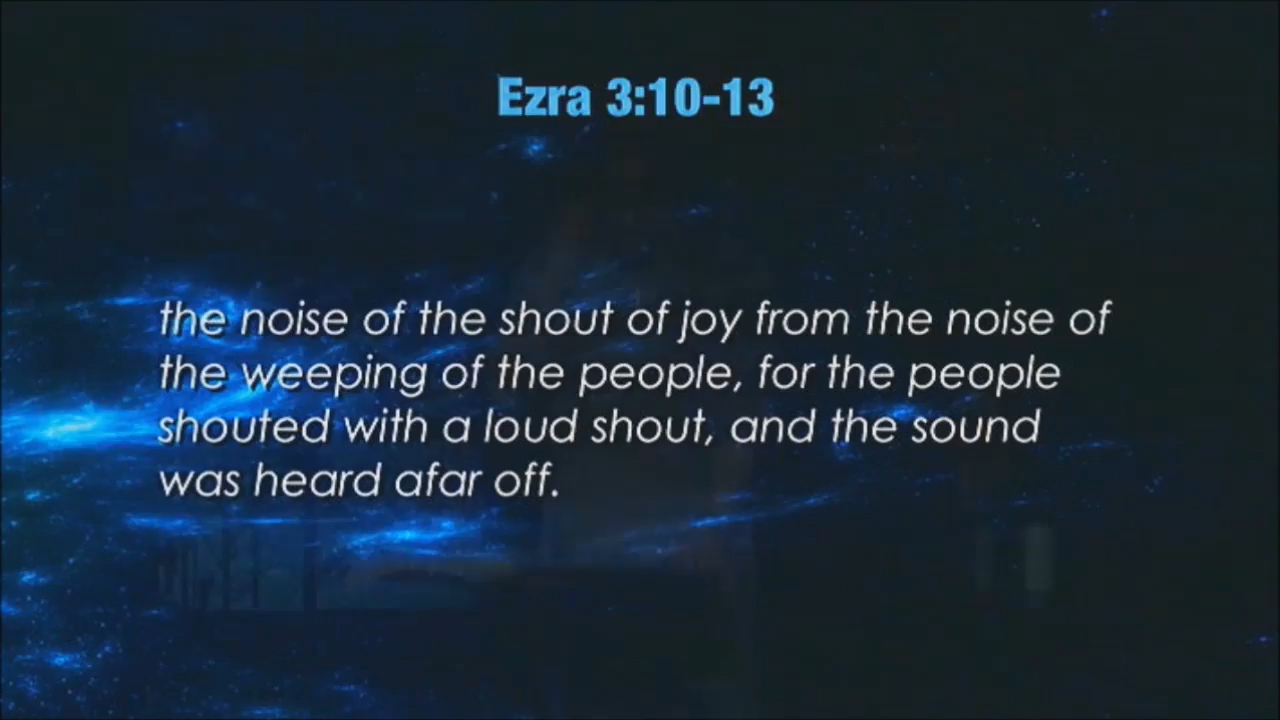 Ezra 3:10-13
the noise of the shout of joy from the noise of
the weeping of the people, for the people
shouted with a loud shout, and the sound
was heard afar off.